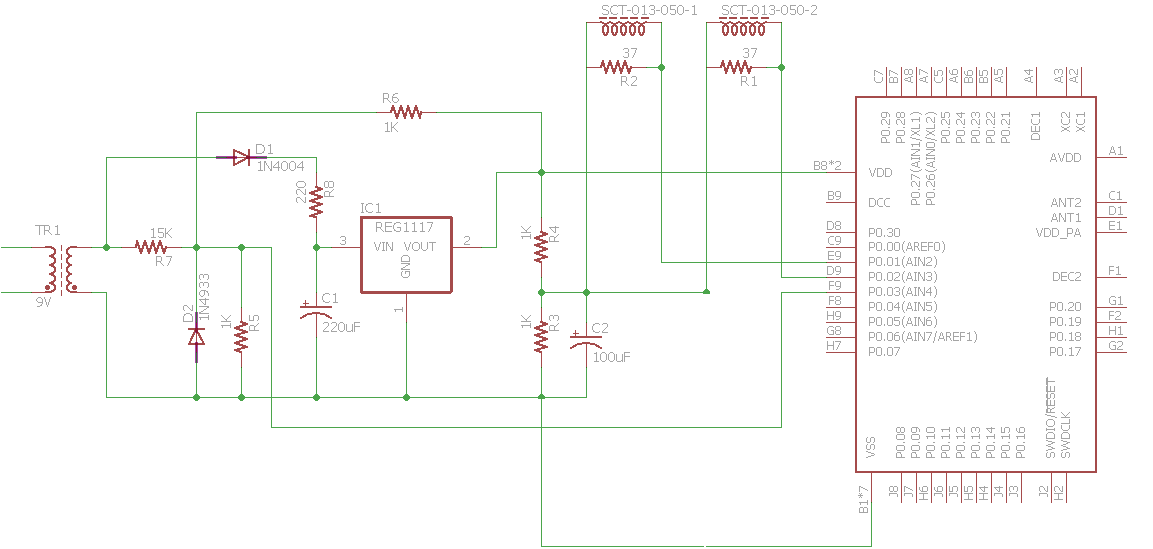 SCT-013-050-1
SCT-013-050-2
37
R2
37
R1
R6
1K
D1
1N4004
220
R8
IC1
REG1117
3
VIN
VOUT
2
GND
1
TR1
9V
15K
R7
D2
1N4933
1K
R5
C1
+
220uF
1K
R4
1K
R3
C2
+
100uF
C7
B7
A8
A7
C5
A6
B6
B5
A5
A4
A3
A2
P0.29
P0.28
P0.27(AIN1/XL1)
P0.26(AIN0/XL2)
P0.25
P0.24
P0.23
P0.22
P0.21
DEC1
XC2
XC1
B8*2
VDD
B9
DCC
D8
P0.30
C9
P0.00(AREF0)
E9
P0.01(AIN2)
D9
P0.02(AIN3)
F9
P0.03(AIN4)
F8
P0.04(AIN5)
H9
P0.05(AIN6)
G8
P0.06(AIN7/AREF1)
H7
P0.07
AVDD
A1
ANT2
C1
ANT1
D1
VDD_PA
E1
DEC2
F1
P0.20
G1
P0.19
F2
P0.18
H1
P0.17
G2
VSS
P0.08
P0.09
P0.10
P0.11
P0.12
P0.13
P0.14
P0.15
P0.16
SWDIO/RESET
SWDCLK
B1*7
J8
J7
H6
J6
J5
H5
H4
J4
J3
J2
H2